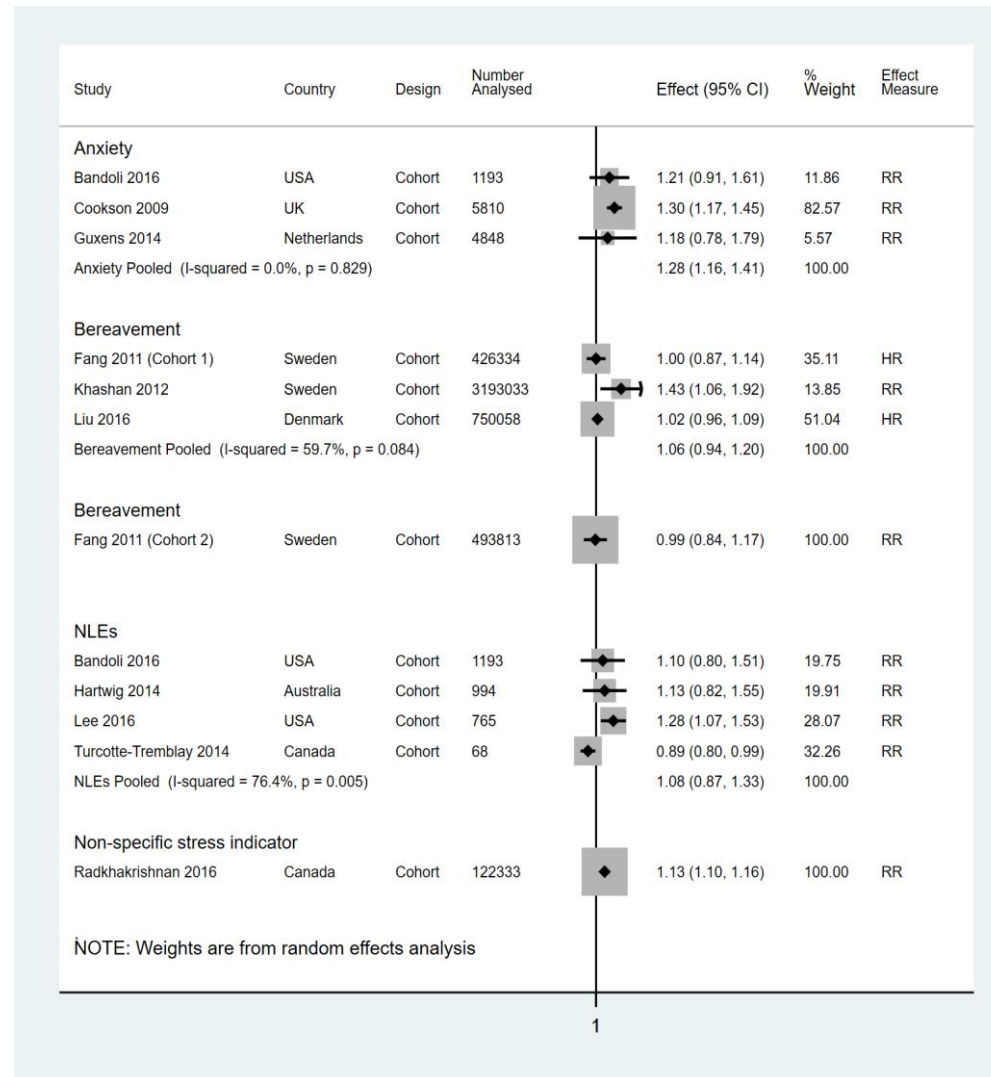 Study Country Design Number Analysed Effect (95% CI) % Weight Effect Measure
Anxiety
Bandoli 2016 USA Cohort 1193 1.21 (0.91, 1.61) 11.86 RR
Cookson 2009 UK Cohort 5810 1.30 (1.17, 1.45) 82.57 RR
Guxens 2014 Netherlands Cohort 4848 1.18 (0.78, 1.79) 5.57 RR
Anxiety Pooled (I-squared = 0.0%, p = 0.829) 1.28 (1.16, 1.41) 100.00
Bereavement
Fang 2011 (Cohort 1) Sweden Cohort 426334 1.00 (0.87, 1.14) 35.11 HR
Khashan 2012 Sweden Cohort 3193033 1.43 (1.06, 1.92) 13.85 RR
Liu 2016 Denmark Cohort 750058 1.02 (0.96, 1.09) 51.04 HR
Bereavement Pooled (I-squared = 59.7%, p = 0.084) 1.06 (0.94, 1.20) 100.00
Bereavement
Fang 2011 (Cohort 2) Sweden Cohort 493813 0.99 (0.84, 1.17) 100.00 RR
NLEs
Bandoli 2016 USA Cohort 1193 1.10 (0.80, 1.51) 19.75 RR
Hartwig 2014 Australia Cohort 994 1.13 (0.82, 1.55) 19.91 RR
Lee 2016 USA Cohort 765 1.28 (1.07, 1.53) 28.07 RR
Turcotte-Tremblay 2014 Canada Cohort 68 0.89 (0.80, 0.99) 32.26 RR
NLEs Pooled (I-squared = 76.4%, p = 0.005) 1.08 (0.87, 1.33) 100.00
Non-specific stress indicator
Radkhakrishnan 2016 Canada Cohort 122333 1.13 (1.10, 1.16) 100.00 RR
NOTE: Weights are from random effects analysis
1